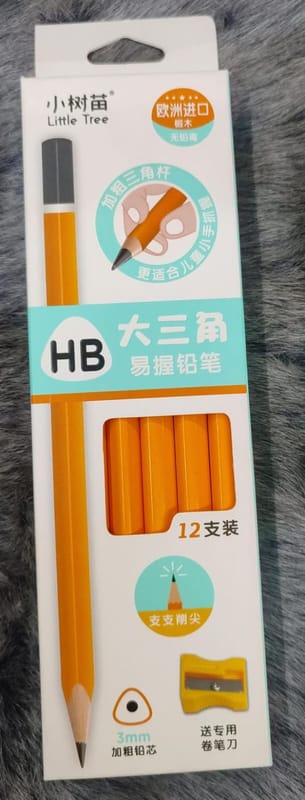 小树苗®
Little Tree
欧洲进口
椴木
无铅毒
加粗三角杆
更适合儿童小手抓窝
HB
大三角
易握铅笔
12支装
支支削尖
3mm
加粗铅芯
送专用
卷笔刀